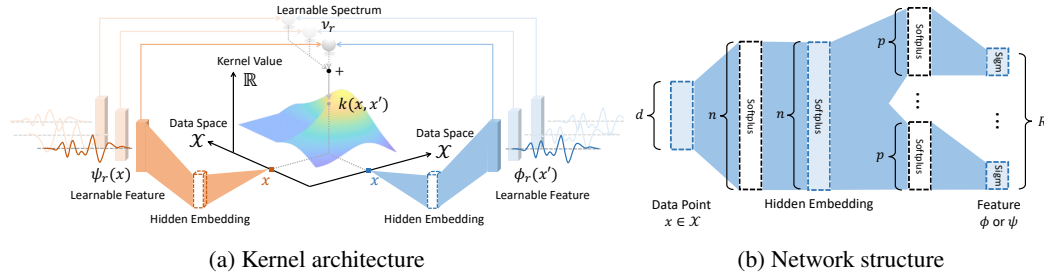 Learnable Spectrum
ν_r
Kernel Value
ℝ
+
k(x, x′)
Data Space
𝒳
Data Space
𝒳
ψ_r(x)
Learnable Feature
x
x
ϕ_r(x′)
Learnable Feature
Hidden Embedding
Hidden Embedding
(a) Kernel architecture
d
n
Softplus
n
Softplus
p
Softplus
Sigm
...
...
p
Softplus
Sigm
R
Data Point
x ∈ 𝒳
Hidden Embedding
Feature
ϕ or ψ
(b) Network structure